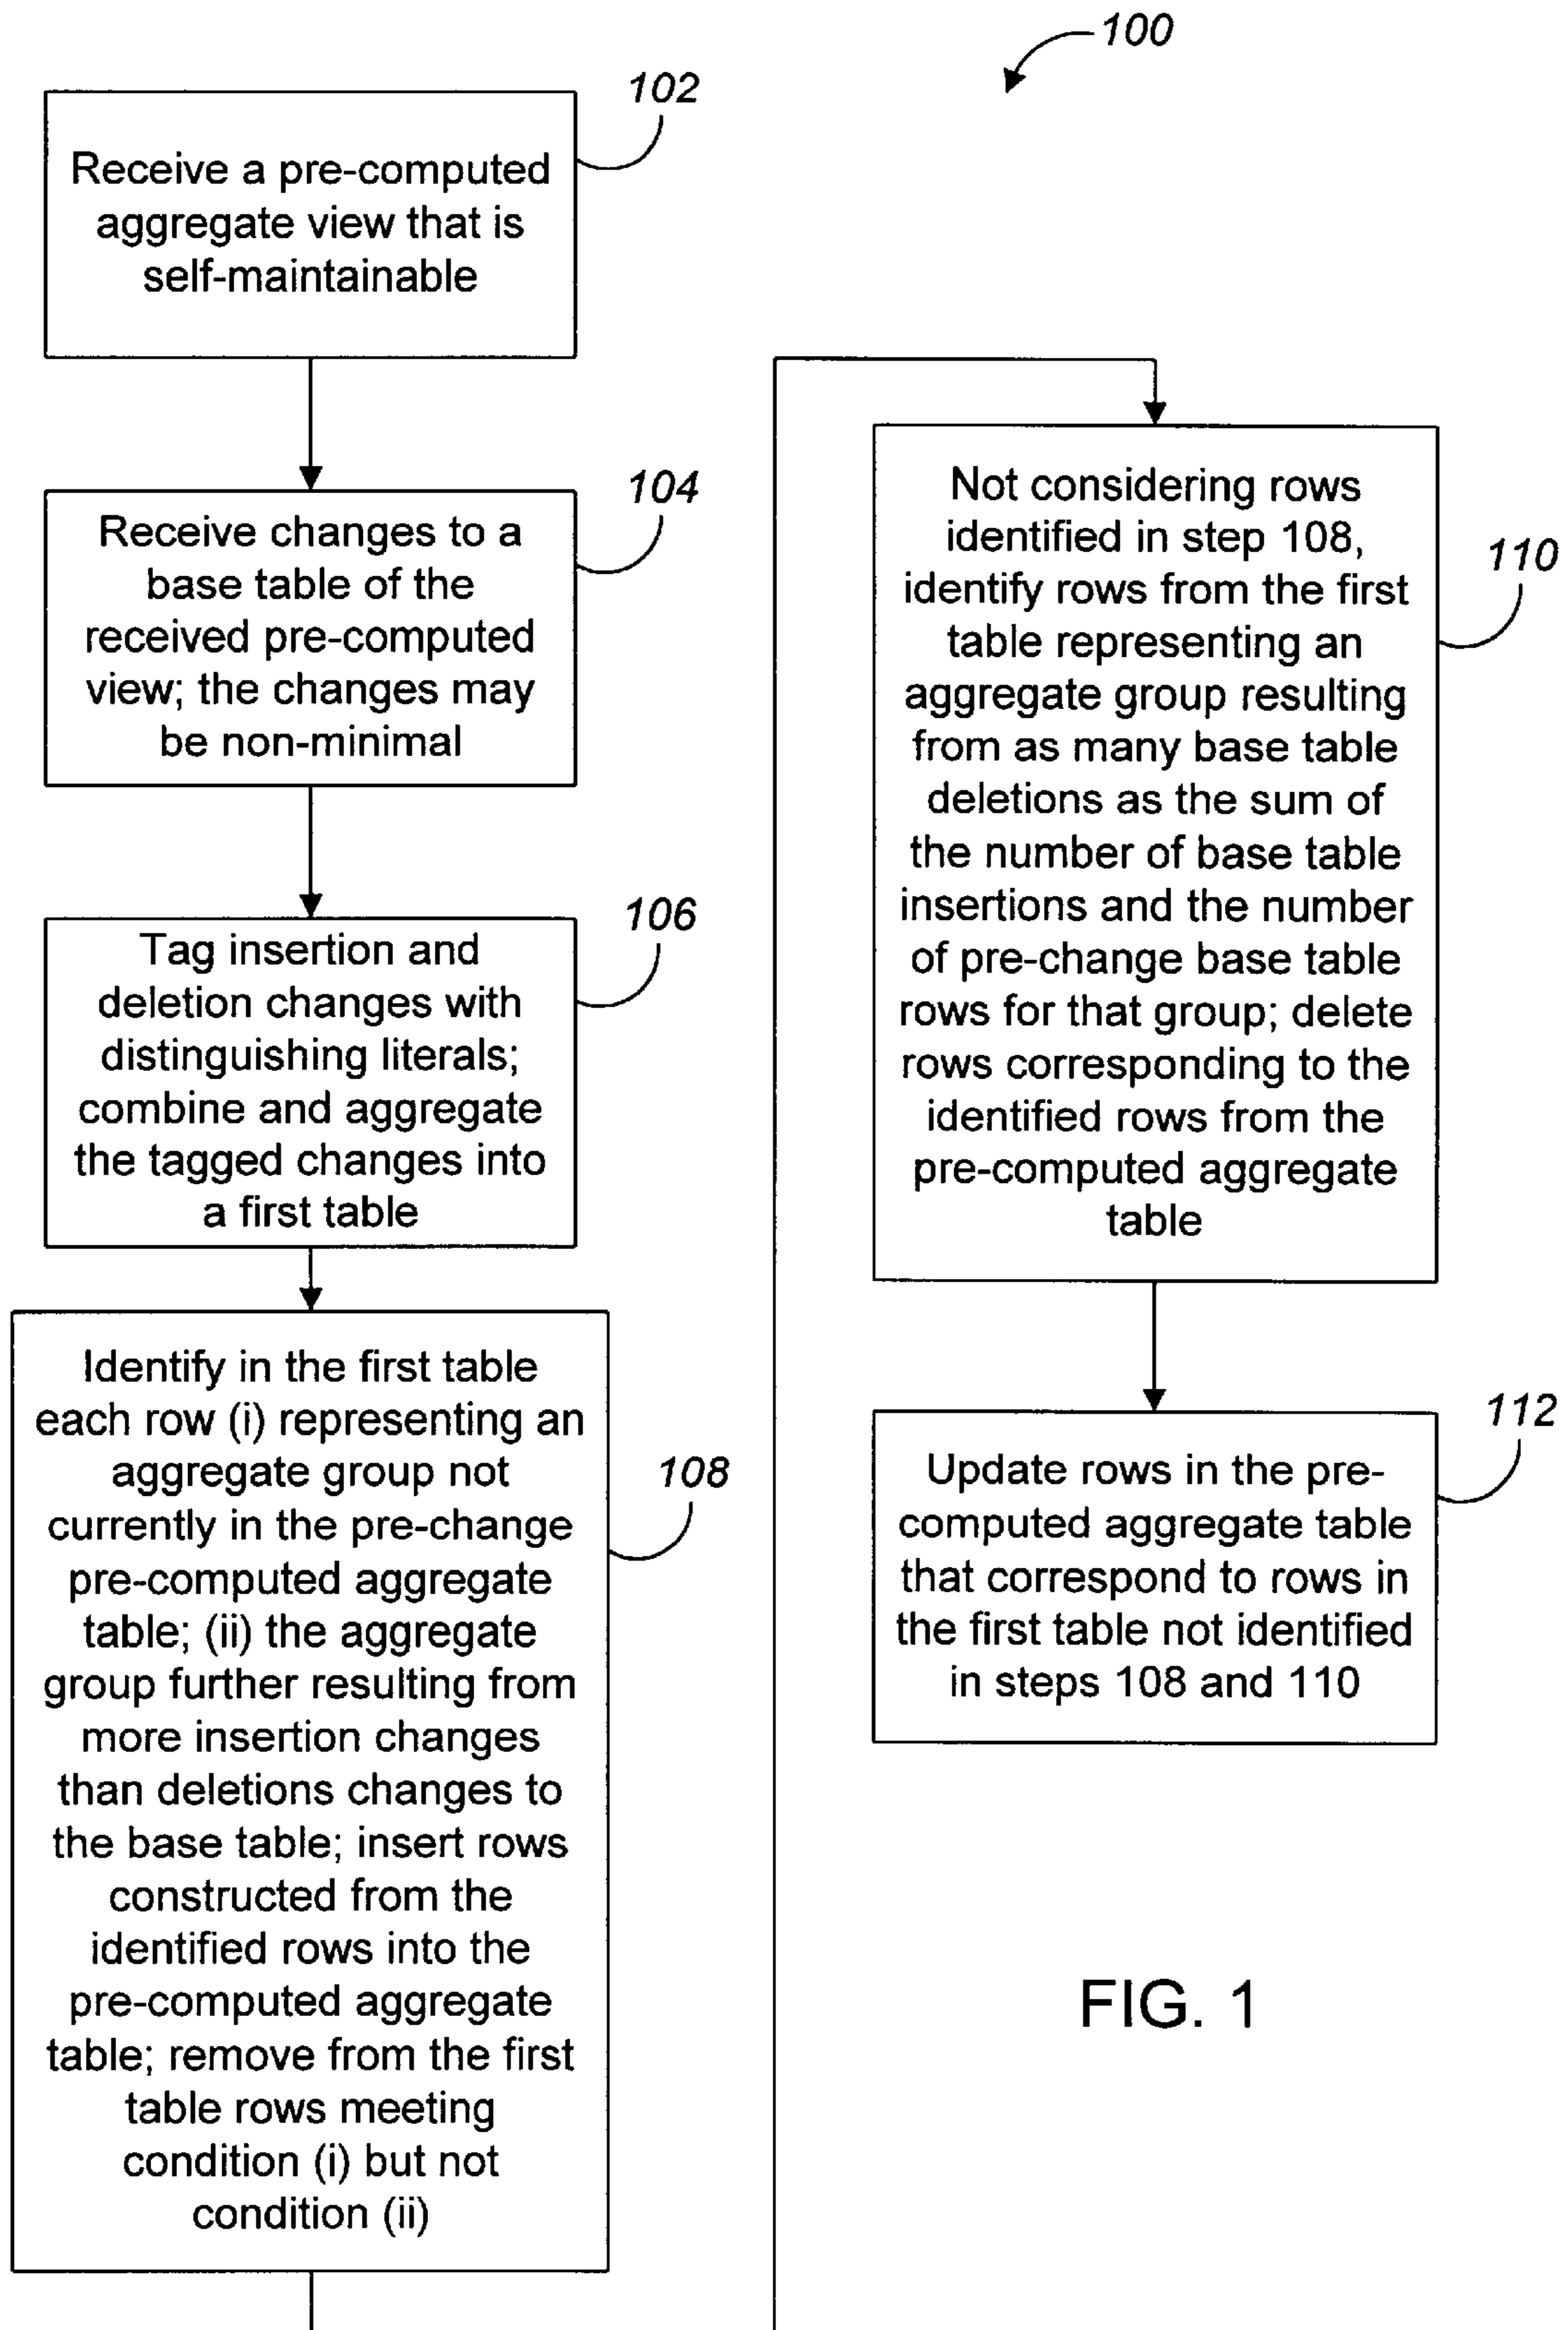 100
102
Receive a pre-computed
aggregate view that is
self-maintainable
104
Receive changes to a
base table of the
received pre-computed
view; the changes may
be non-minimal
106
Tag insertion and
deletion changes with
distinguishing literals;
combine and aggregate
the tagged changes into
a first table
108
Identify in the first table
each row (i) representing an
aggregate group not
currently in the pre-change
pre-computed aggregate
table; (ii) the aggregate
group further resulting from
more insertion changes
than deletions changes to
the base table; insert rows
constructed from the
identified rows into the
pre-computed aggregate
table; remove from the first
table rows meeting
condition (i) but not
condition (ii)
110
Not considering rows
identified in step 108,
identify rows from the first
table representing an
aggregate group resulting
from as many base table
deletions as the sum of
the number of base table
insertions and the number
of pre-change base table
rows for that group; delete
rows corresponding to the
identified rows from the
pre-computed aggregate
table
112
Update rows in the pre-
computed aggregate table
that correspond to rows in
the first table not identified
in steps 108 and 110
FIG. 1